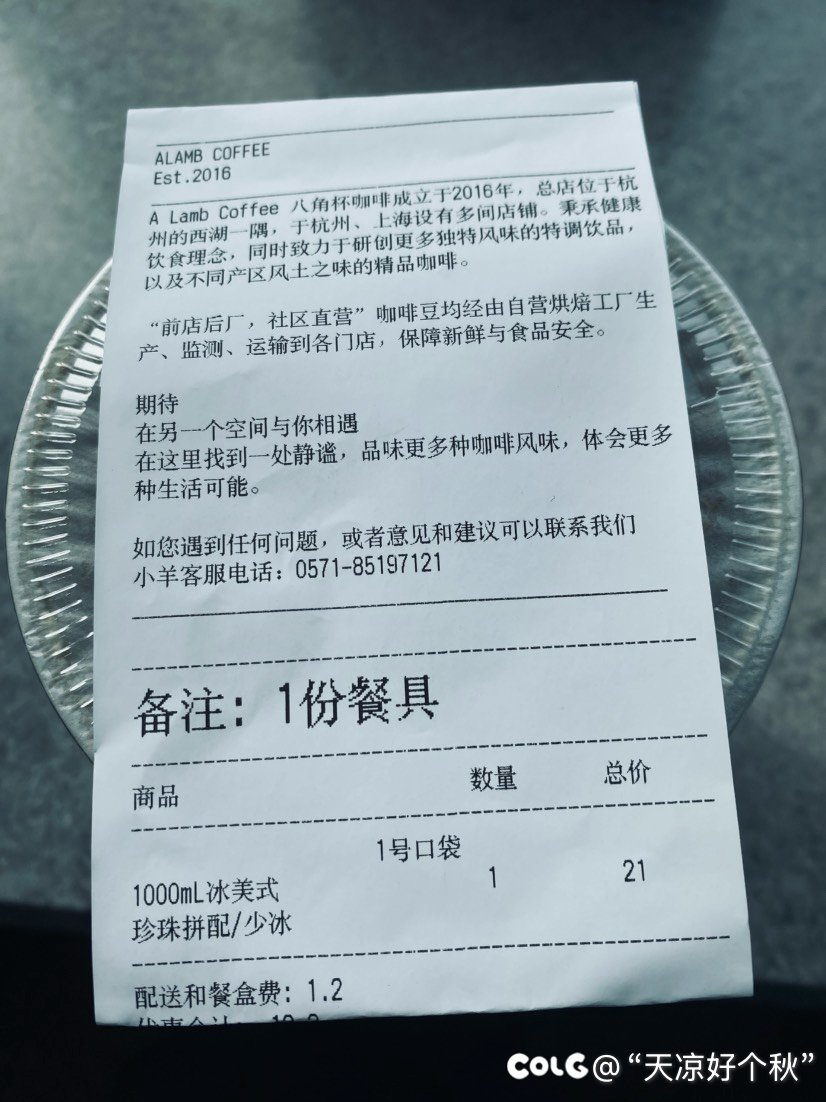 ALAMB COFFEE
Est.2016
A Lamb Coffee 八角杯咖啡成立于2016年，总店位于杭
州的西湖一隅，于杭州、上海设有多间店铺。秉承健康
饮食理念，同时致力于研创更多独特风味的特调饮品，
以及不同产区风土之味的精品咖啡。
“前店后厂，社区直营”咖啡豆均经由自营烘焙工厂生
产、监测、运输到各门店，保障新鲜与食品安全。
期待
在另一个空间与你相遇
在这里找到一处静谧，品味更多种咖啡风味，体会更多
种生活可能。
如您遇到任何问题，或者意见和建议可以联系我们
小羊客服电话：0571-85197121
备注：1份餐具
商品 数量 总价
1号口袋
1000mL冰美式 1 21
珍珠拼配/少冰
配送和餐盒费：1.2
COLG@“天凉好个秋”